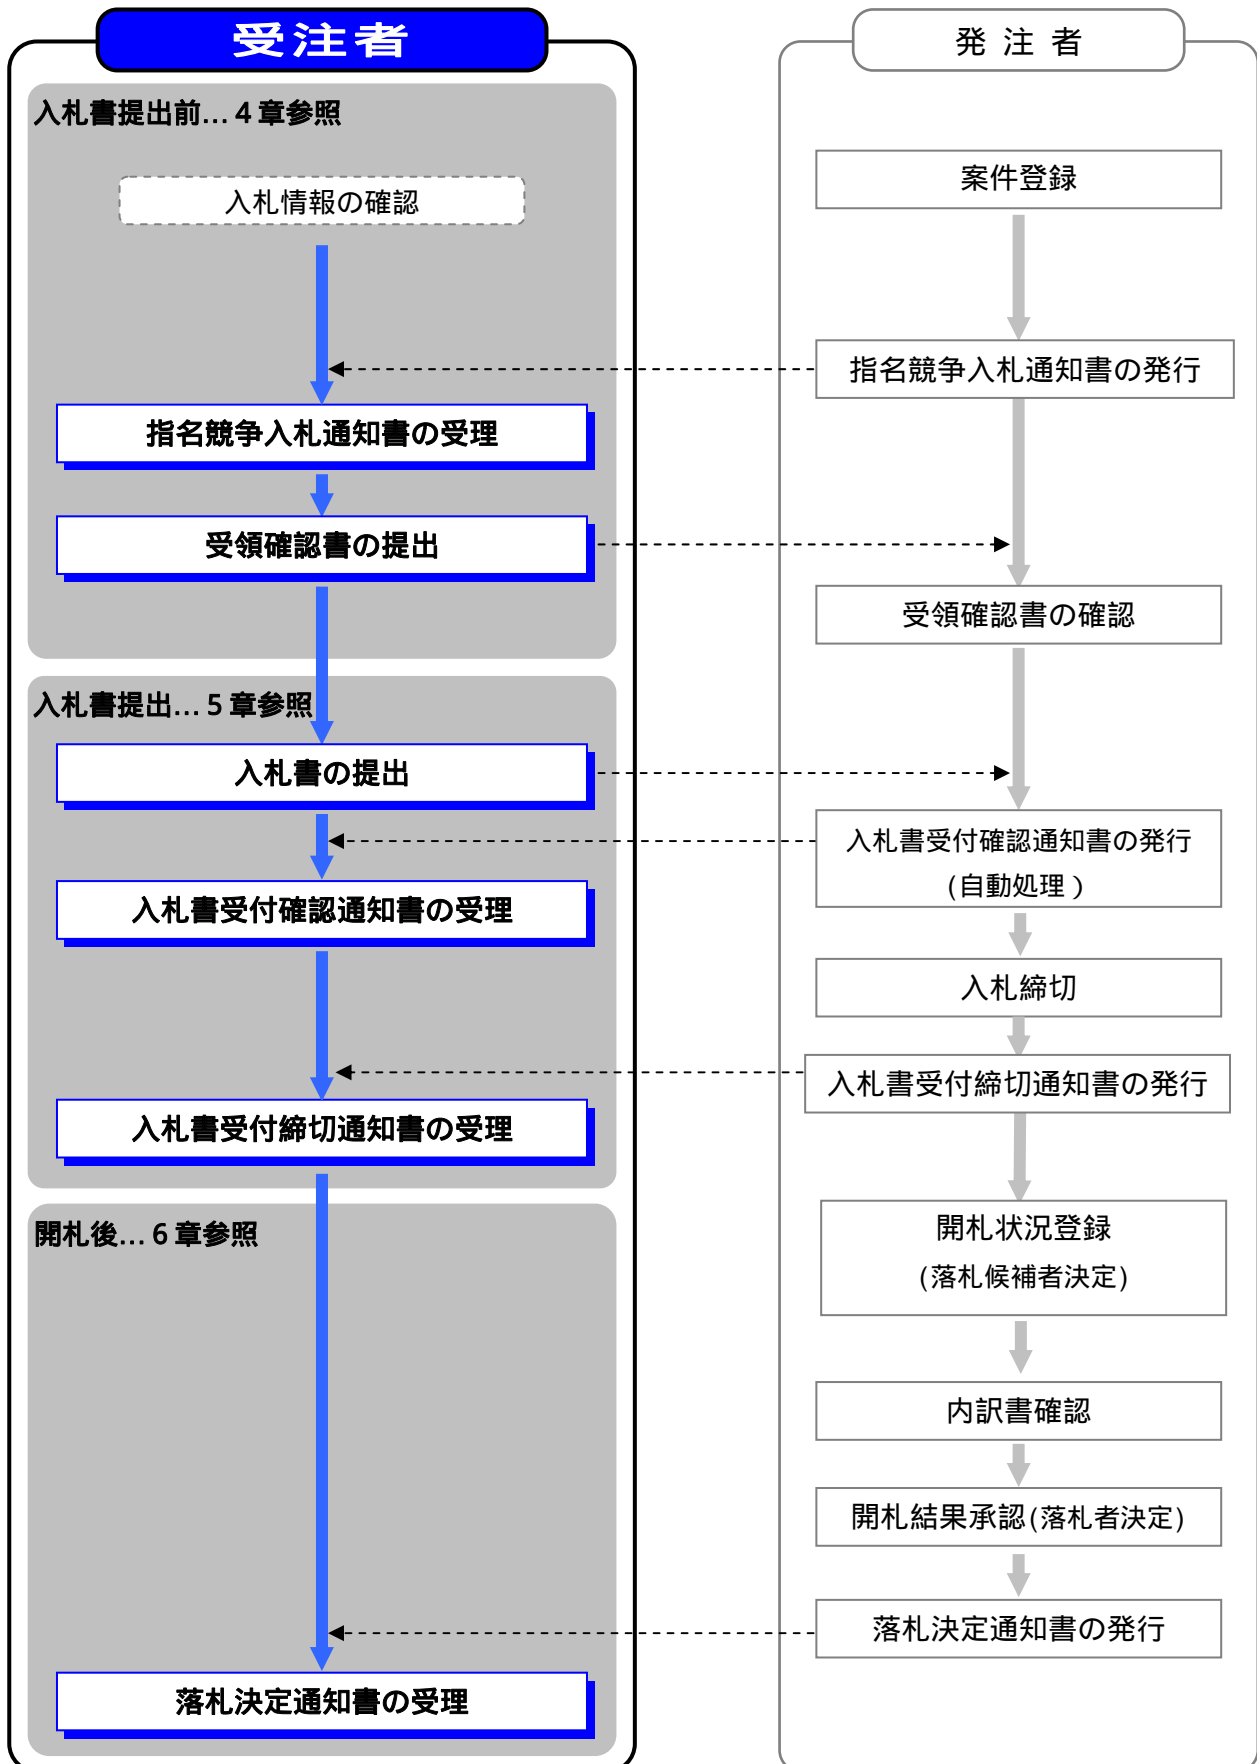 受注者
入札書提出前…４章参照
入札情報の確認
指名競争入札通知書の受理
受領確認書の提出
入札書提出…５章参照
入札書の提出
入札書受付確認通知書の受理
入札書受付締切通知書の受理
開札後…６章参照
落札決定通知書の受理
発 注 者
案件登録
指名競争入札通知書の発行
受領確認書の確認
入札書受付確認通知書の発行
(自動処理）
入札締切
入札書受付締切通知書の発行
開札状況登録
(落札候補者決定)
内訳書確認
開札結果承認(落札者決定)
落札決定通知書の発行